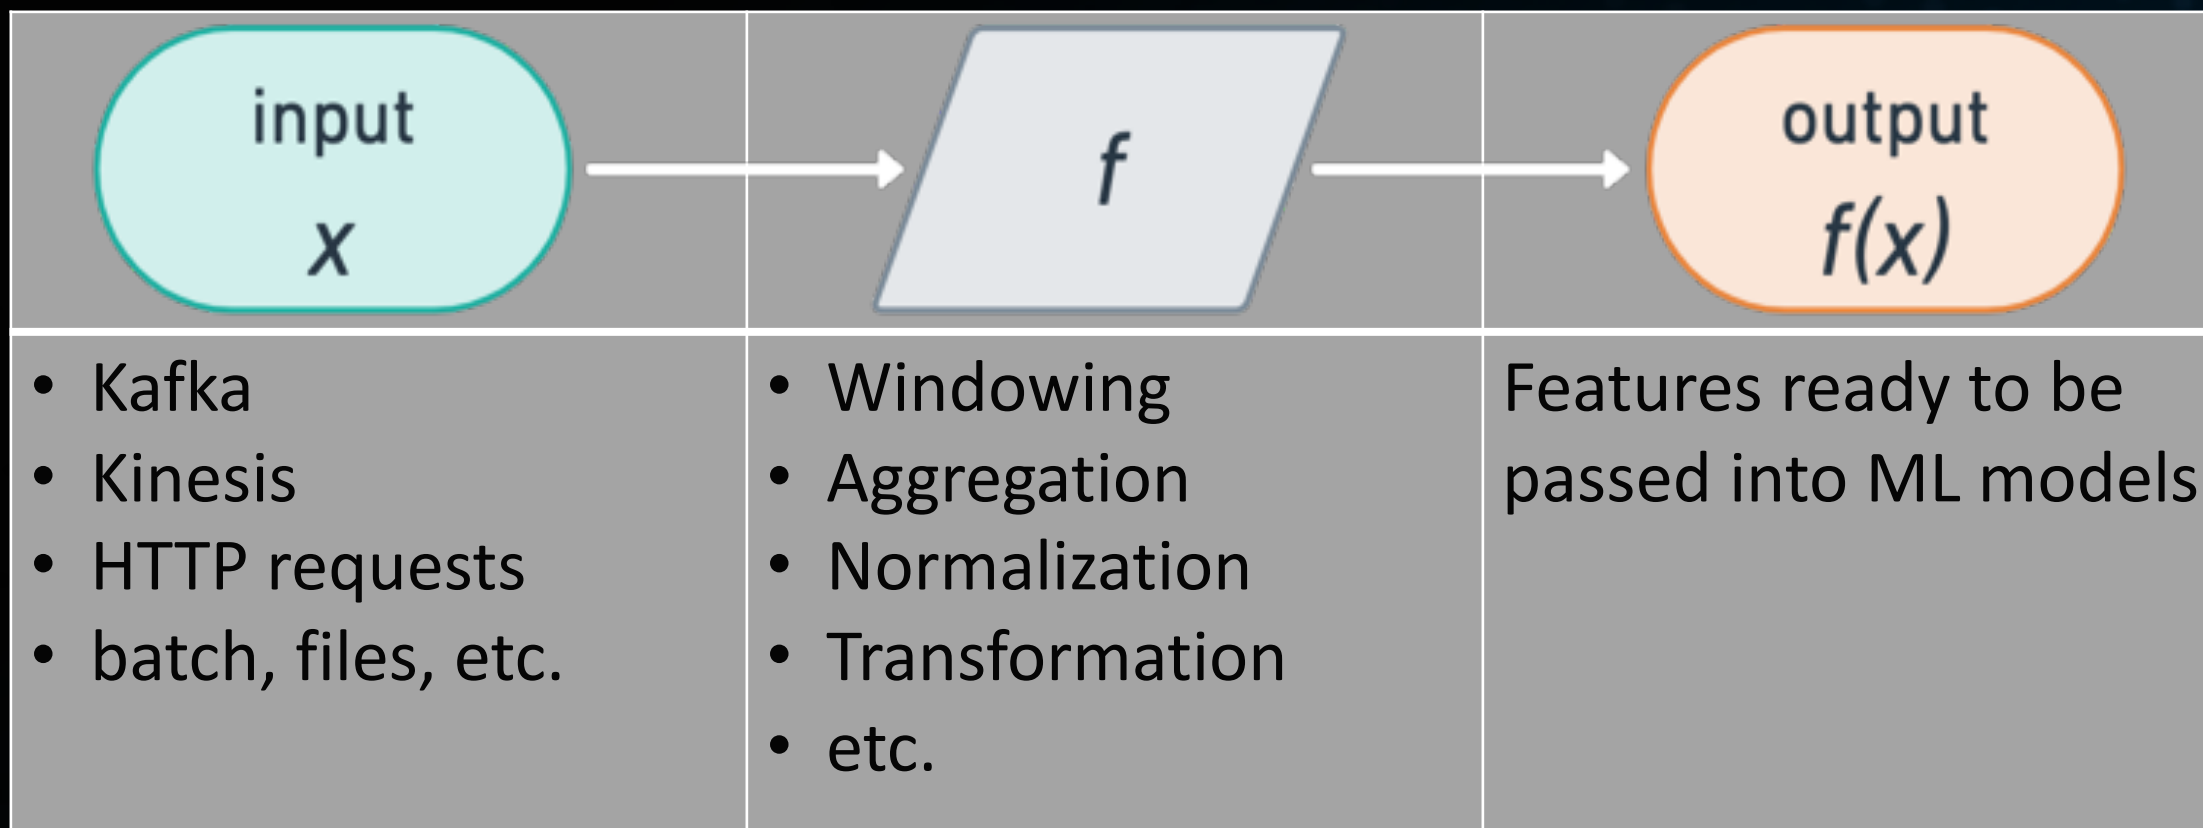 input
x
f
output
f(x)
• Kafka
• Kinesis
• HTTP requests
• batch, files, etc.
• Windowing
• Aggregation
• Normalization
• Transformation
• etc.
Features ready to be
passed into ML models